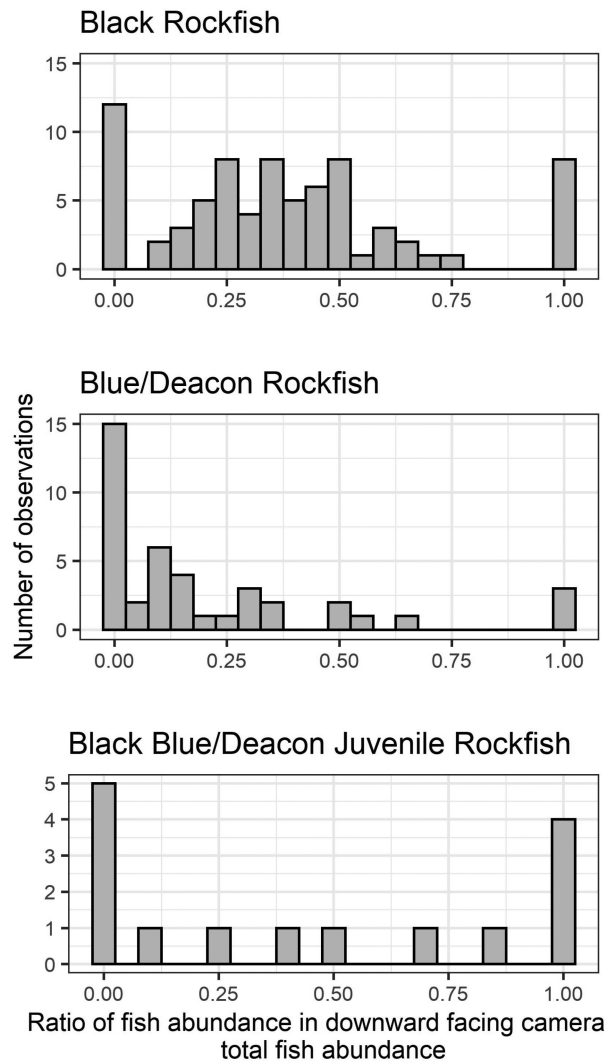 Black Rockfish
15
10
5
0
0.00 0.25 0.50 0.75 1.00
Blue/Deacon Rockfish
Number of observations
15
10
5
0
0.00 0.25 0.50 0.75 1.00
Black Blue/Deacon Juvenile Rockfish
5
4
3
2
1
0
0.00 0.25 0.50 0.75 1.00
Ratio of fish abundance in downward facing camera
total fish abundance